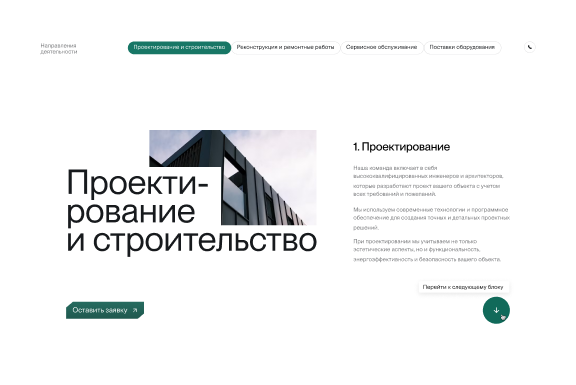 Направления
деятельности
Проектирование и строительство
Реконструкция и ремонтные работы
Сервисное обслуживание
Поставки оборудования
Проекти-
рование
и строительство
1. Проектирование
Наша команда включает в себя
высококвалифицированных инженеров и архитекторов,
которые разработают проект вашего объекта с учетом
всех требований и пожеланий.
Мы используем современные технологии и программное
обеспечение для создания точных и детальных проектных
решений.
При проектировании мы учитываем не только
эстетические аспекты, но и функциональность,
энергоэффективность и безопасность вашего объекта.
Перейти к следующему блоку
Оставить заявку